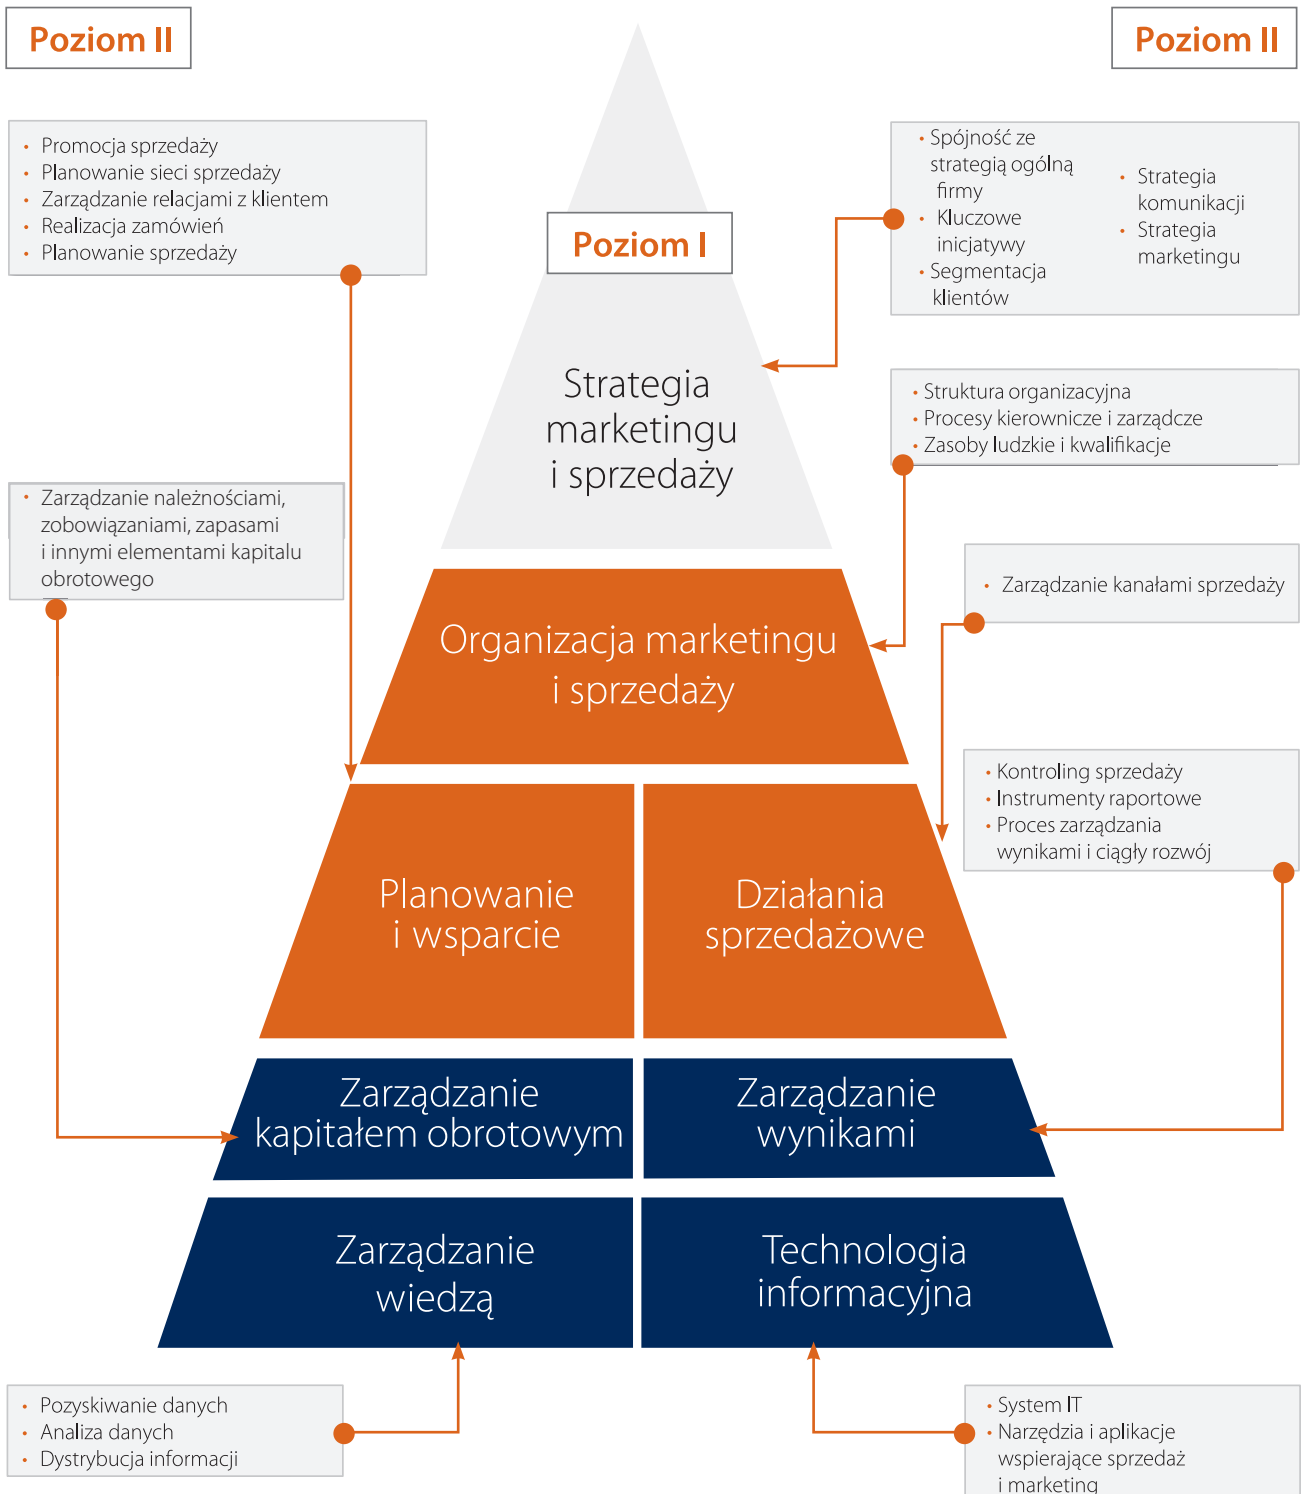 Poziom II
Poziom II
• Promocja sprzedaży
• Planowanie sieci sprzedaży
• Zarządzanie relacjami z klientem
• Realizacja zamówień
• Planowanie sprzedaży
• Spójność ze
strategią ogólną
firmy
• Kluczowe
inicjatywy
• Segmentacja
klientów
• Strategia
komunikacji
• Strategia
marketingu
Poziom I
Strategia
marketingu
i sprzedaży
• Struktura organizacyjna
• Procesy kierownicze i zarządcze
• Zasoby ludzkie i kwalifikacje
• Zarządzanie należnościami,
zobowiązaniami, zapasami
i innymi elementami kapitalu
obrotowego
• Zarządzanie kanałami sprzedaży
Organizacja marketingu
i sprzedaży
• Kontroling sprzedaży
• Instrumenty raportowe
• Proces zarządzania
wynikami i ciągły rozwój
Planowanie
i wsparcie
Działania
sprzedażowe
Zarządzanie
kapitałem obrotowym
Zarządzanie
wynikami
Zarządzanie
wiedzą
Technologia
informacyjna
• Pozyskiwanie danych
• Analiza danych
• Dystrybucja informacji
• System IT
• Narzędzia i aplikacje
wspierające sprzedaż
i marketing